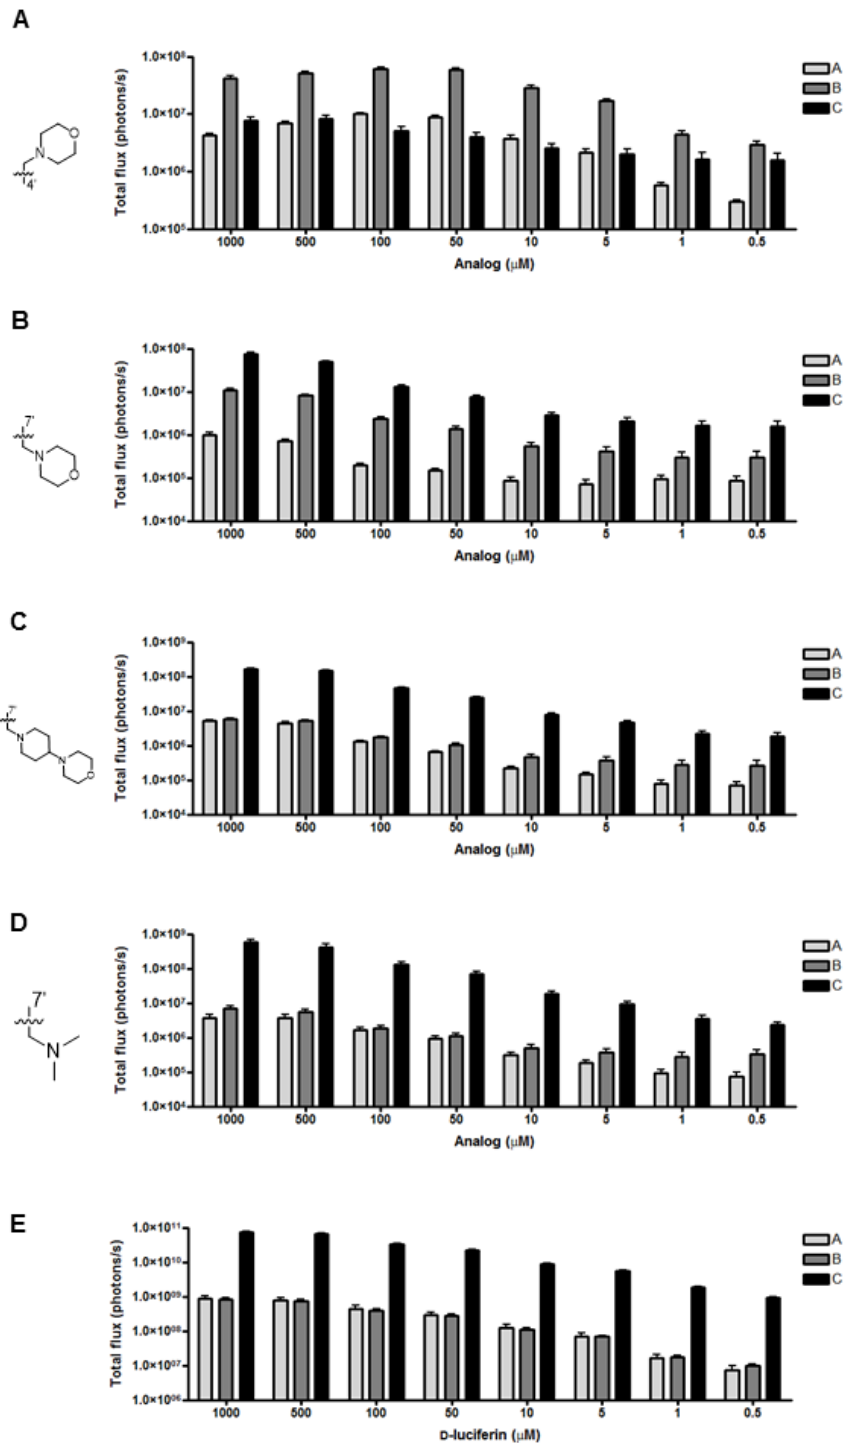 A
Total flux (photons/s)
1.0×10⁸
1.0×10⁷
1.0×10⁶
1.0×10⁵
N
O
4'
A
B
C
1000 500 100 50 10 5 1 0.5
Analog (μM)
B
Total flux (photons/s)
1.0×10⁸
1.0×10⁷
1.0×10⁶
1.0×10⁵
1.0×10⁴
7'
N
O
A
B
C
1000 500 100 50 10 5 1 0.5
Analog (μM)
C
Total flux (photons/s)
1.0×10⁹
1.0×10⁸
1.0×10⁷
1.0×10⁶
1.0×10⁵
1.0×10⁴
7'
N
N
O
A
B
C
1000 500 100 50 10 5 1 0.5
Analog (μM)
D
Total flux (photons/s)
1.0×10⁹
1.0×10⁸
1.0×10⁷
1.0×10⁶
1.0×10⁵
1.0×10⁴
7'
N
A
B
C
1000 500 100 50 10 5 1 0.5
Analog (μM)
E
Total flux (photons/s)
1.0×10¹¹
1.0×10¹⁰
1.0×10⁰⁹
1.0×10⁰⁸
1.0×10⁰⁷
1.0×10⁰⁶
A
B
C
1000 500 100 50 10 5 1 0.5
D-luciferin (μM)